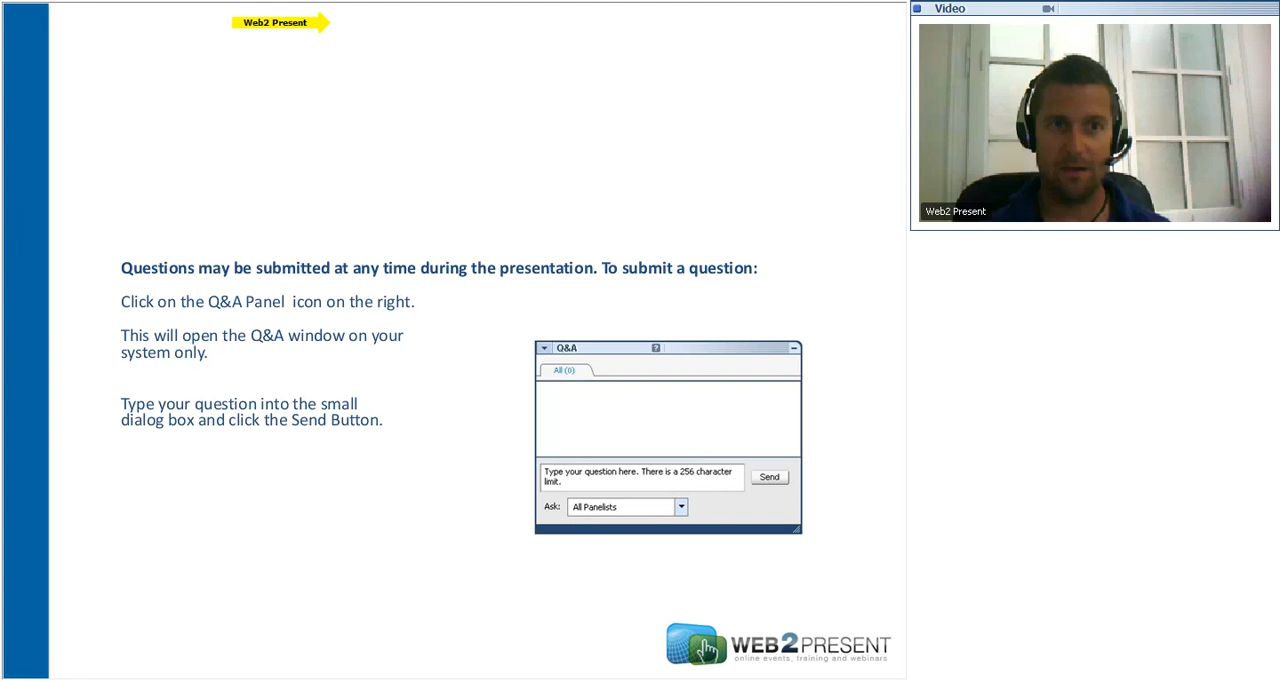 Web2 Present
Video
Web2 Present
Questions may be submitted at any time during the presentation. To submit a question:
Click on the Q&A Panel  icon on the right.
This will open the Q&A window on your
system only.
Type your question into the small
dialog box and click the Send Button.
Q&A
All (0)
Type your question here. There is a 256 character
limit.
Send
Ask:
All Panelists
WEB2PRESENT
online events, training and webinars